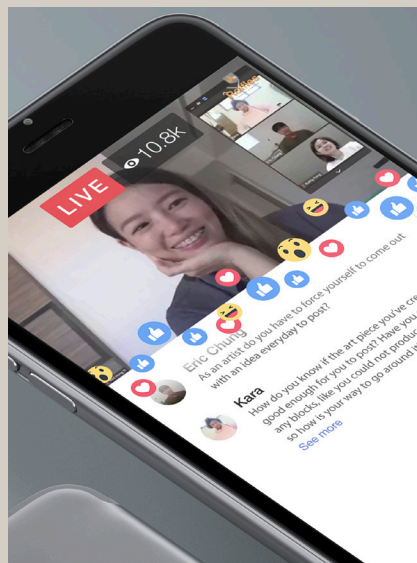 LIVE
10.8k
Eric Chung
As an artist do you have to force yourself to come out
with an idea everyday to post?
Kara
How do you know if the art piece you've cre
good enough for you to post? Have you
any blocks, like you could not produc
so how is your way to go around i
See more